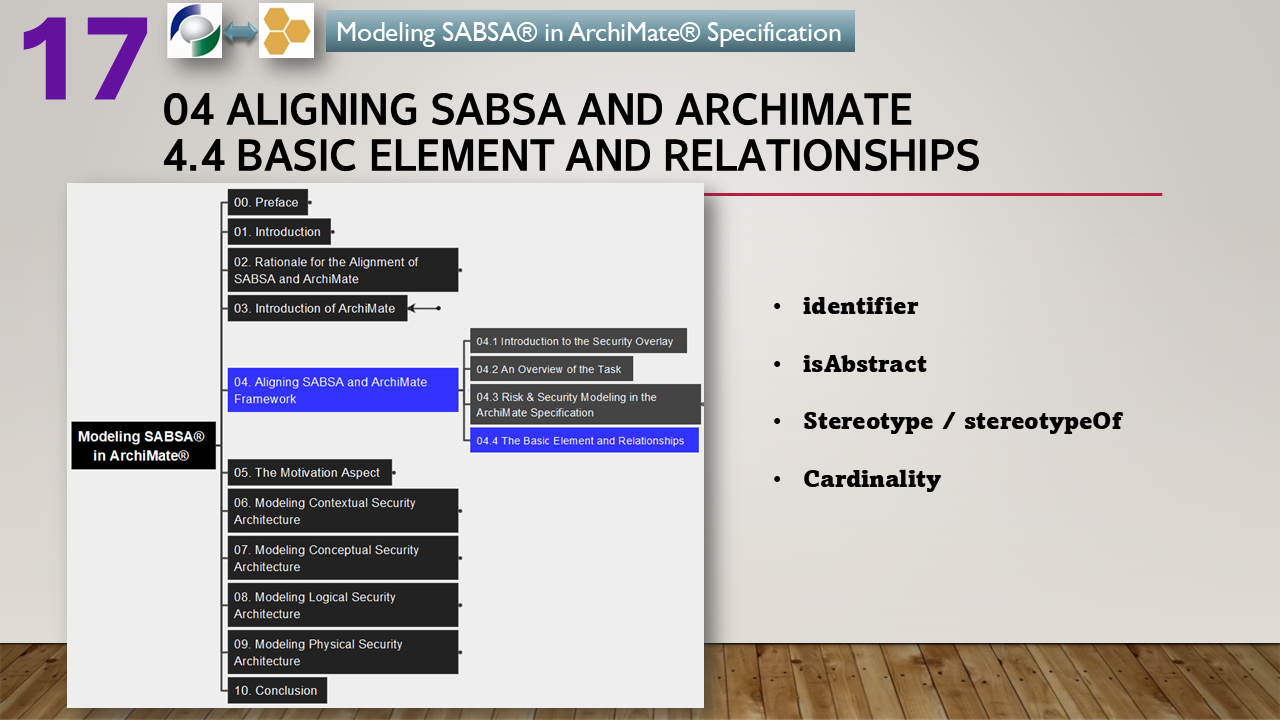 17
Modeling SABSA® in ArchiMate® Specification
04 ALIGNING SABSA AND ARCHIMATE
4.4 BASIC ELEMENT AND RELATIONSHIPS
Modeling SABSA®
in ArchiMate®
00. Preface
01. Introduction
02. Rationale for the Alignment of
SABSA and ArchiMate
03. Introduction of ArchiMate
04. Aligning SABSA and ArchiMate
Framework
04.1 Introduction to the Security Overlay
04.2 An Overview of the Task
04.3 Risk & Security Modeling in the
ArchiMate Specification
04.4 The Basic Element and Relationships
05. The Motivation Aspect
06. Modeling Contextual Security
Architecture
07. Modeling Conceptual Security
Architecture
08. Modeling Logical Security
Architecture
09. Modeling Physical Security
Architecture
10. Conclusion
• identifier
• isAbstract
• Stereotype / stereotypeOf
• Cardinality